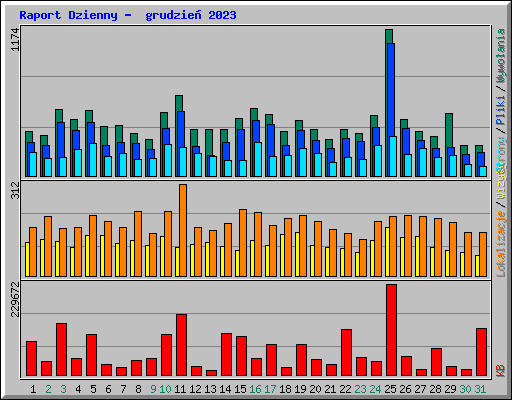 Raport Dzienny -  grudzień 2023
1174
Wywołania / Pliki / Strony
312
Wizyty / Lokalizacje
229672
KB
1 2 3 4 5 6 7 8 9 10 11 12 13 14 15 16 17 18 19 20 21 22 23 24 25 26 27 28 29 30 31